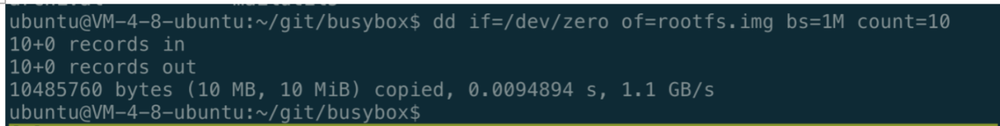 ubuntu@VM-4-8-ubuntu:~/git/busybox$ dd if=/dev/zero of=rootfs.img bs=1M count=10
10+0 records in
10+0 records out
10485760 bytes (10 MB, 10 MiB) copied, 0.0094894 s, 1.1 GB/s
ubuntu@VM-4-8-ubuntu:~/git/busybox$